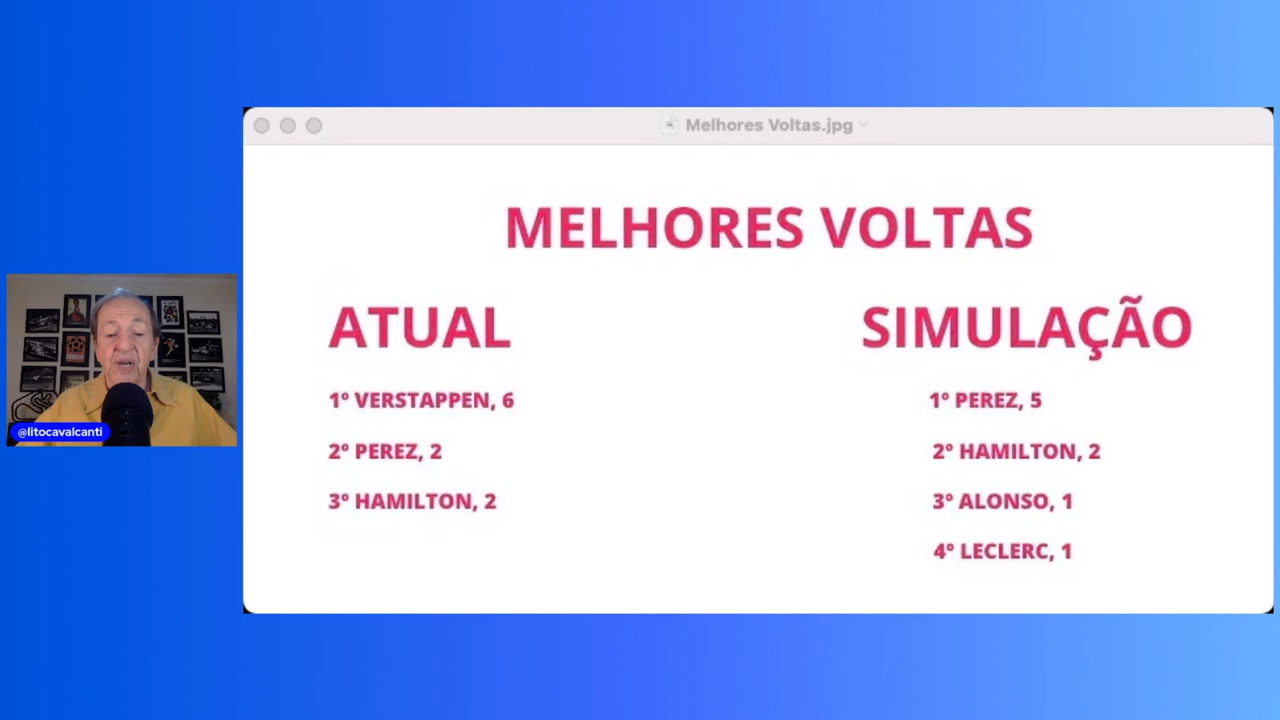 Melhores Voltas.jpg
MELHORES VOLTAS
ATUAL
1º VERSTAPPEN, 6
2º PEREZ, 2
3º HAMILTON, 2
SIMULAÇÃO
1º PEREZ, 5
2º HAMILTON, 2
3º ALONSO, 1
4º LECLERC, 1
@litocavalcanti